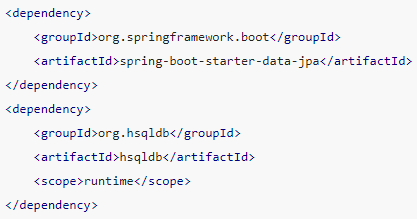 <dependency>
    <groupId>org.springframework.boot</groupId>
    <artifactId>spring-boot-starter-data-jpa</artifactId>
</dependency>
<dependency>
    <groupId>org.hsqldb</groupId>
    <artifactId>hsqldb</artifactId>
    <scope>runtime</scope>
</dependency>